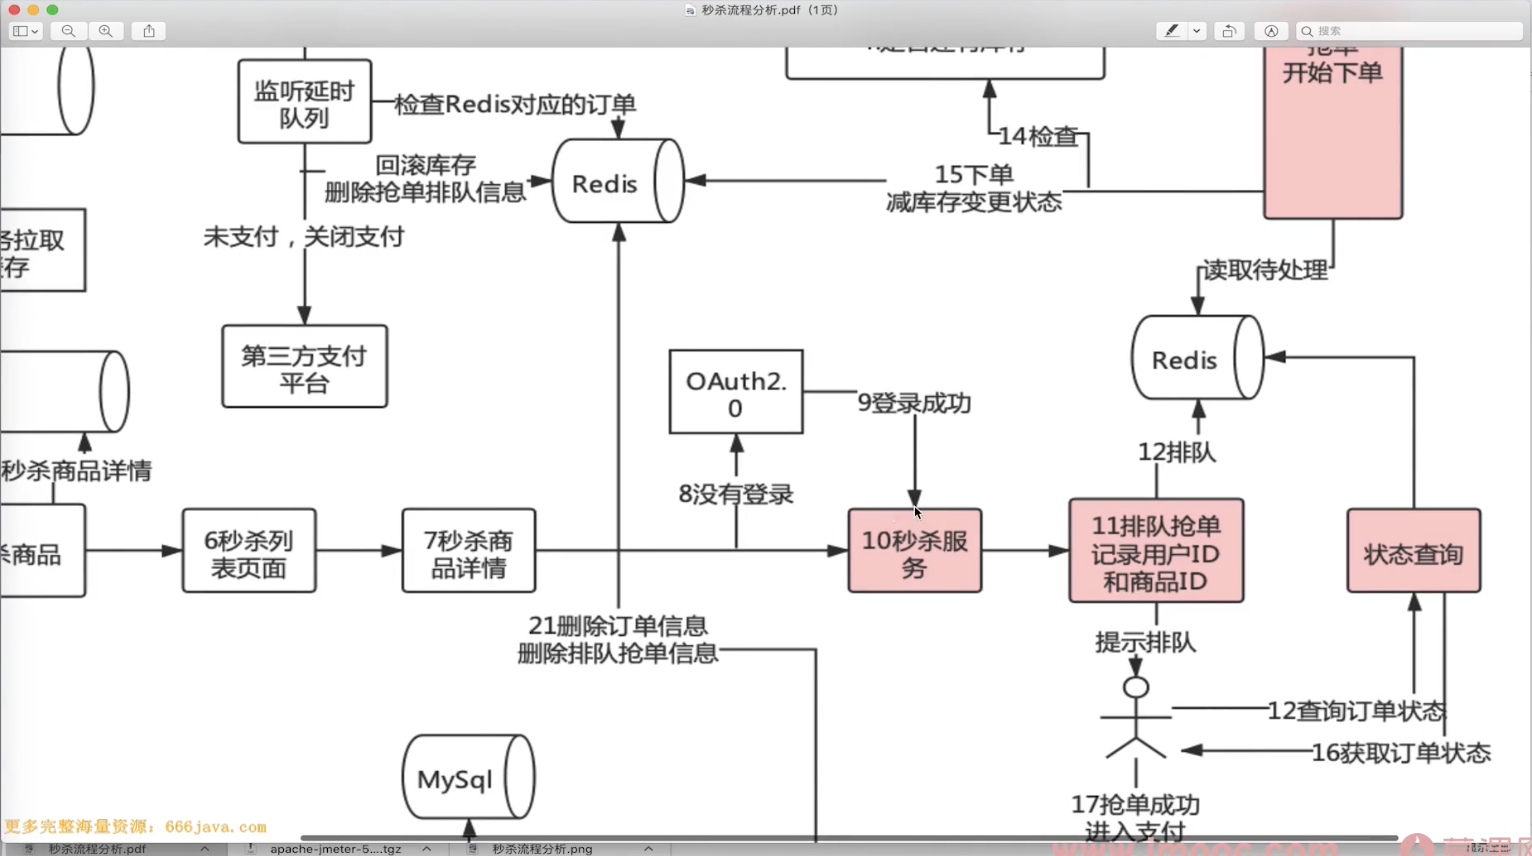 秒杀流程分析.pdf（1页）
搜索
抢单
开始下单
监听延时
队列
检查Redis对应的订单
14检查
回滚库存
删除抢单排队信息
Redis
15下单
减库存变更状态
未支付，关闭支付
务拉取
存
读取待处理
第三方支付
平台
OAuth2.
0
9登录成功
Redis
12排队
秒杀商品详情
8没有登录
杀商品
6秒杀列
表页面
7秒杀商
品详情
10秒杀服
务
11排队抢单
记录用户ID
和商品ID
状态查询
21删除订单信息
删除排队抢单信息
提示排队
12查询订单状态
16获取订单状态
MySql
17抢单成功
进入支付
更多完整海量资源：666java.com
秒杀流程分析.pdf
apache-jmeter-5....tgz
秒杀流程分析.png